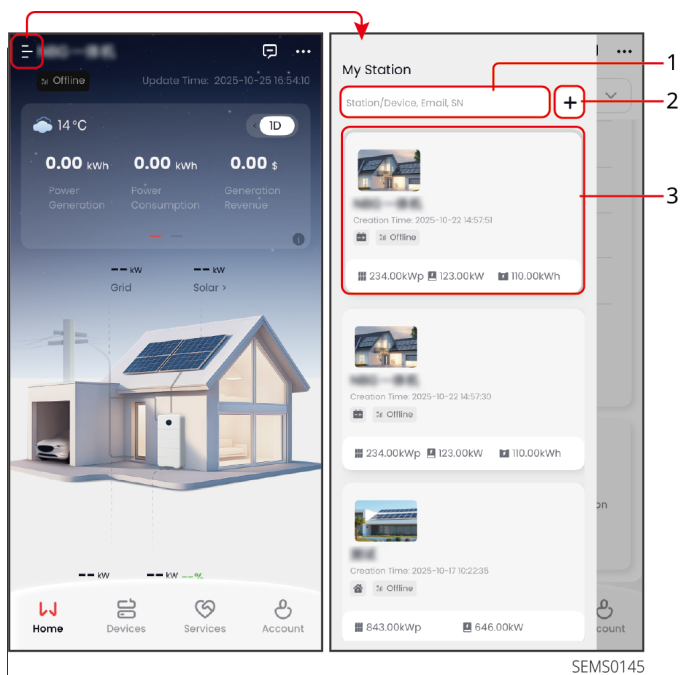 Offline
Update Time: 2025-10-25 16:54:10
14°C
1D
0.00 kWh
0.00 kWh
0.00 $
Power Generation
Power Consumption
Generation Revenue
-- kW
Grid
-- kW
Solar >
-- kW
-- kW --%
Home
Devices
Services
Account
My Station
Station/Device, Email, SN
+
1
2
3
Creation Time: 2025-10-22 14:57:51
Offline
234.00kWp
123.00kW
110.00kWh
Creation Time: 2025-10-22 14:57:30
Offline
234.00kWp
123.00kW
110.00kWh
Creation Time: 2025-10-17 10:22:35
Offline
843.00kWp
646.00kW
on
count
SEMS0145